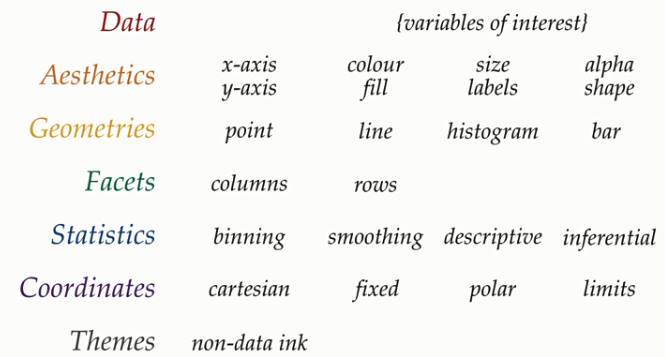 Data {variables of interest}
Aesthetics x-axis colour size alpha
y-axis fill labels shape
Geometries point line histogram bar
Facets columns rows
Statistics binning smoothing descriptive inferential
Coordinates cartesian fixed polar limits
Themes non-data ink